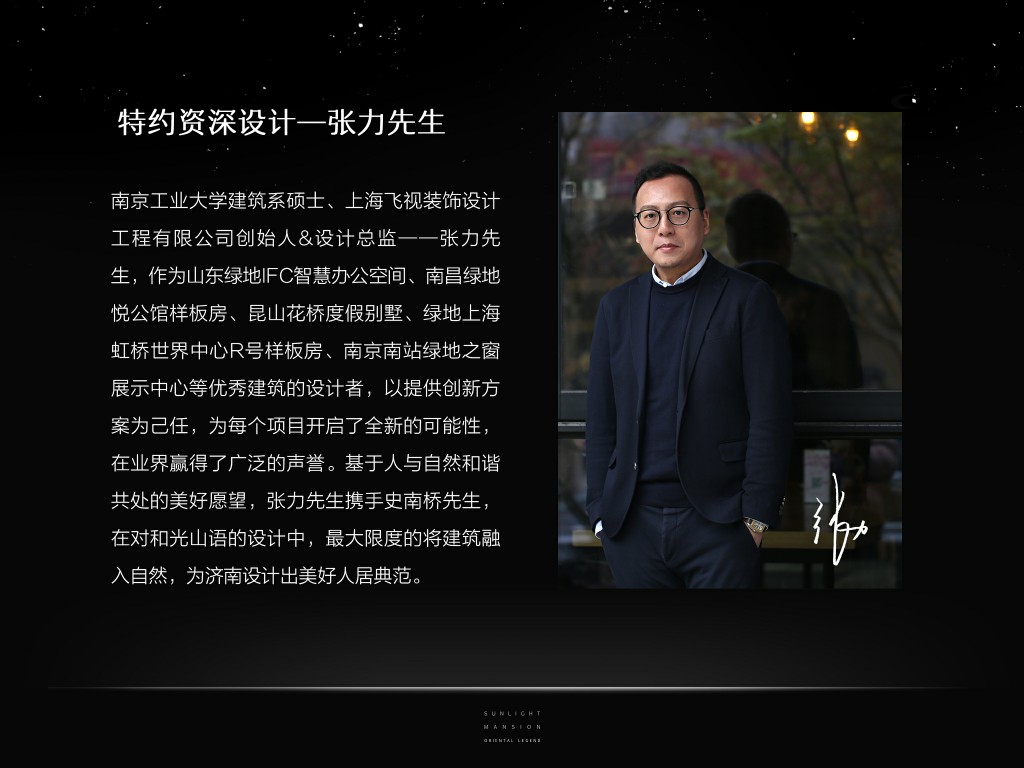 特约资深设计—张力先生
南京工业大学建筑系硕士、上海飞视装饰设计
工程有限公司创始人&设计总监——张力先
生，作为山东绿地IFC智慧办公空间、南昌绿地
悦公馆样板房、昆山花桥度假别墅、绿地上海
虹桥世界中心R号样板房、南京南站绿地之窗
展示中心等优秀建筑的设计者，以提供创新方
案为己任，为每个项目开启了全新的可能性，
在业界赢得了广泛的声誉。基于人与自然和谐
共处的美好愿望，张力先生携手史南桥先生，
在对和光山语的设计中，最大限度的将建筑融
入自然，为济南设计出美好人居典范。
张力
SUNLIGHT
MANSION
ORIENTAL LEGEND